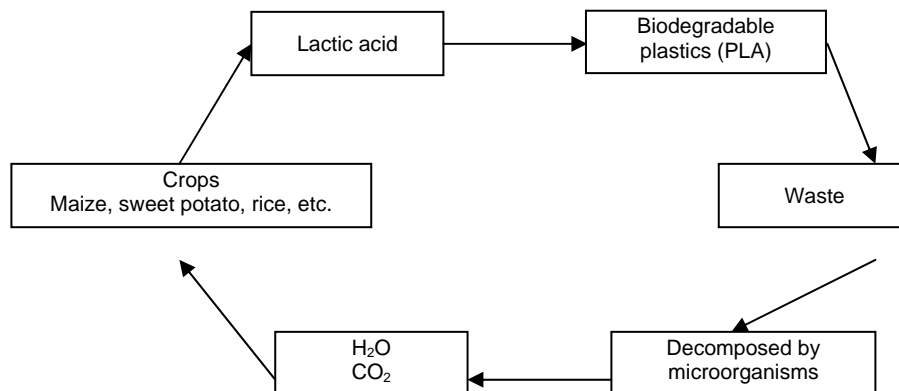 Lactic acid
Biodegradable
plastics (PLA)
Crops
Maize, sweet potato, rice, etc.
Waste
H₂O
CO₂
Decomposed by
microorganisms